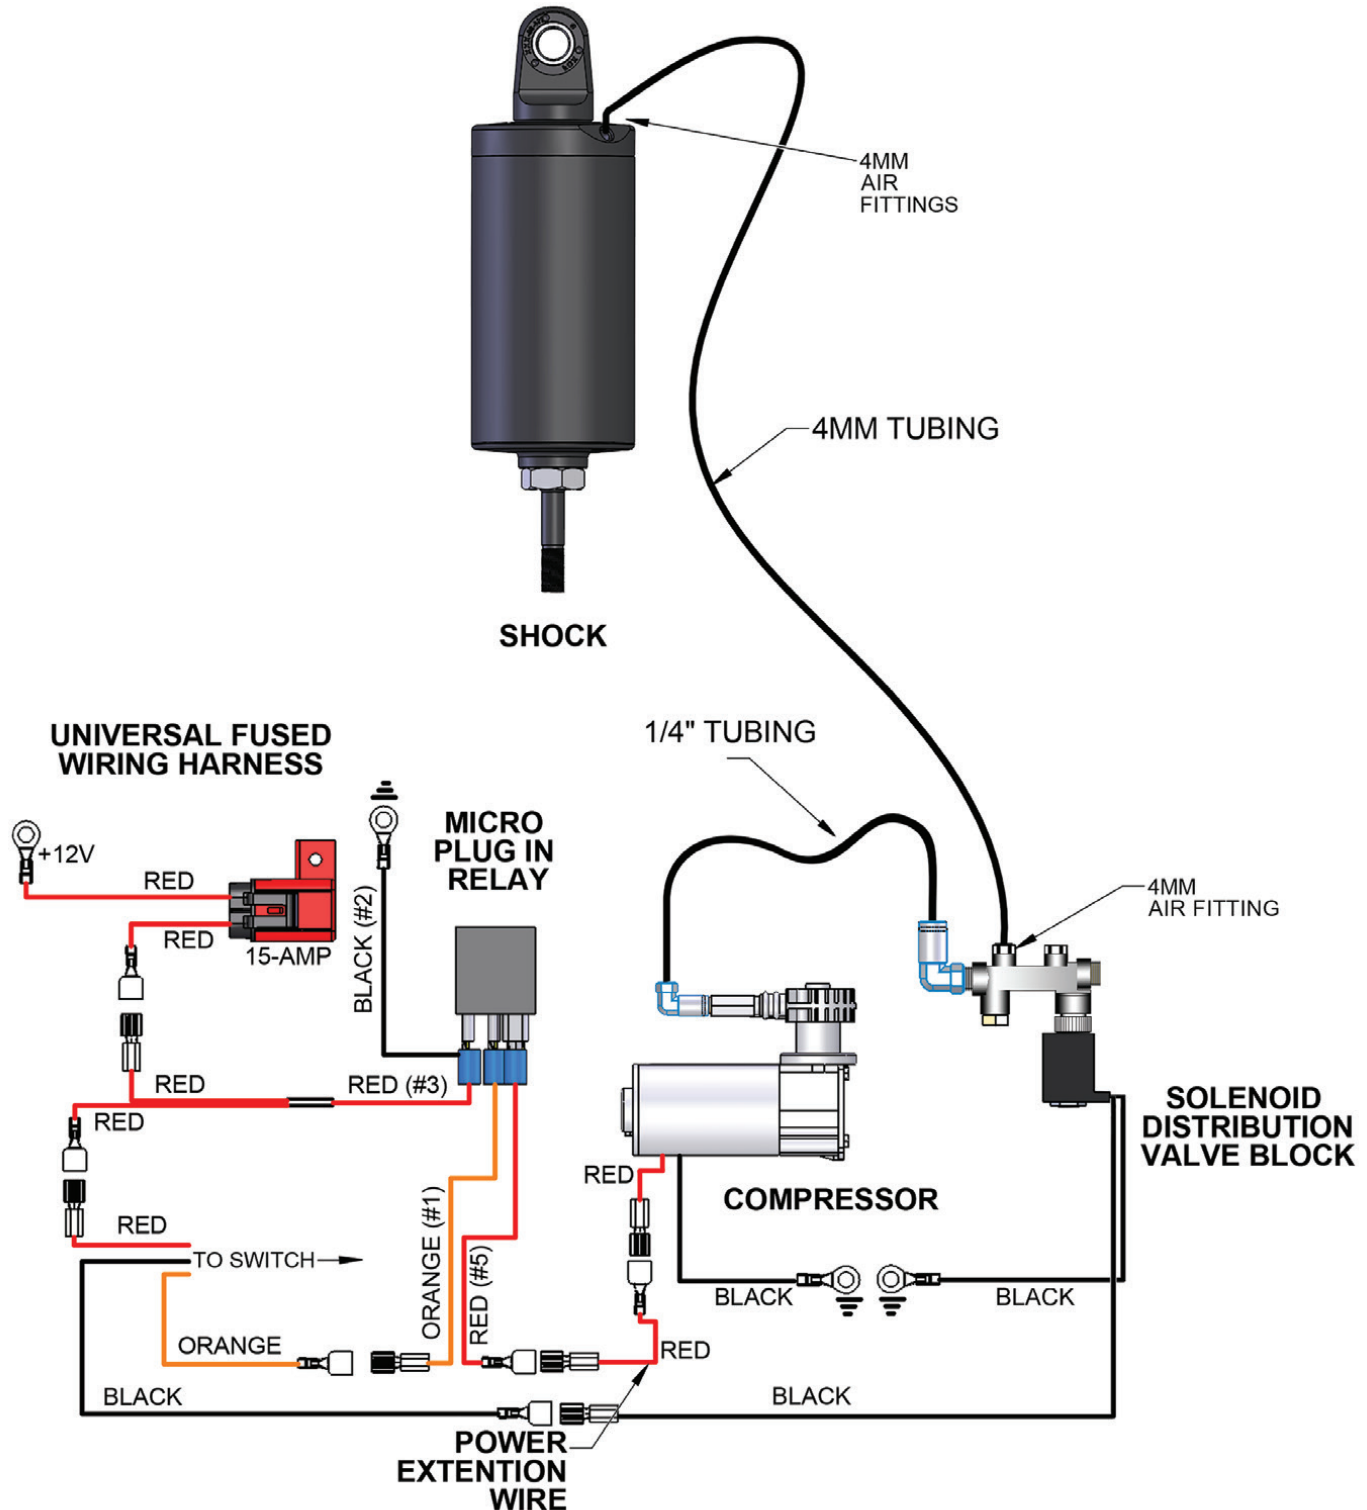 4MM
AIR
FITTINGS
4MM TUBING
SHOCK
UNIVERSAL FUSED
WIRING HARNESS
1/4" TUBING
+12V
RED
RED
15-AMP
BLACK (#2)
MICRO
PLUG IN
RELAY
4MM
AIR FITTING
RED
RED (#3)
RED
RED
TO SWITCH
ORANGE
BLACK
ORANGE (#1)
RED (#5)
RED
COMPRESSOR
SOLENOID
DISTRIBUTION
VALVE BLOCK
BLACK
BLACK
RED
BLACK
POWER
EXTENTION
WIRE